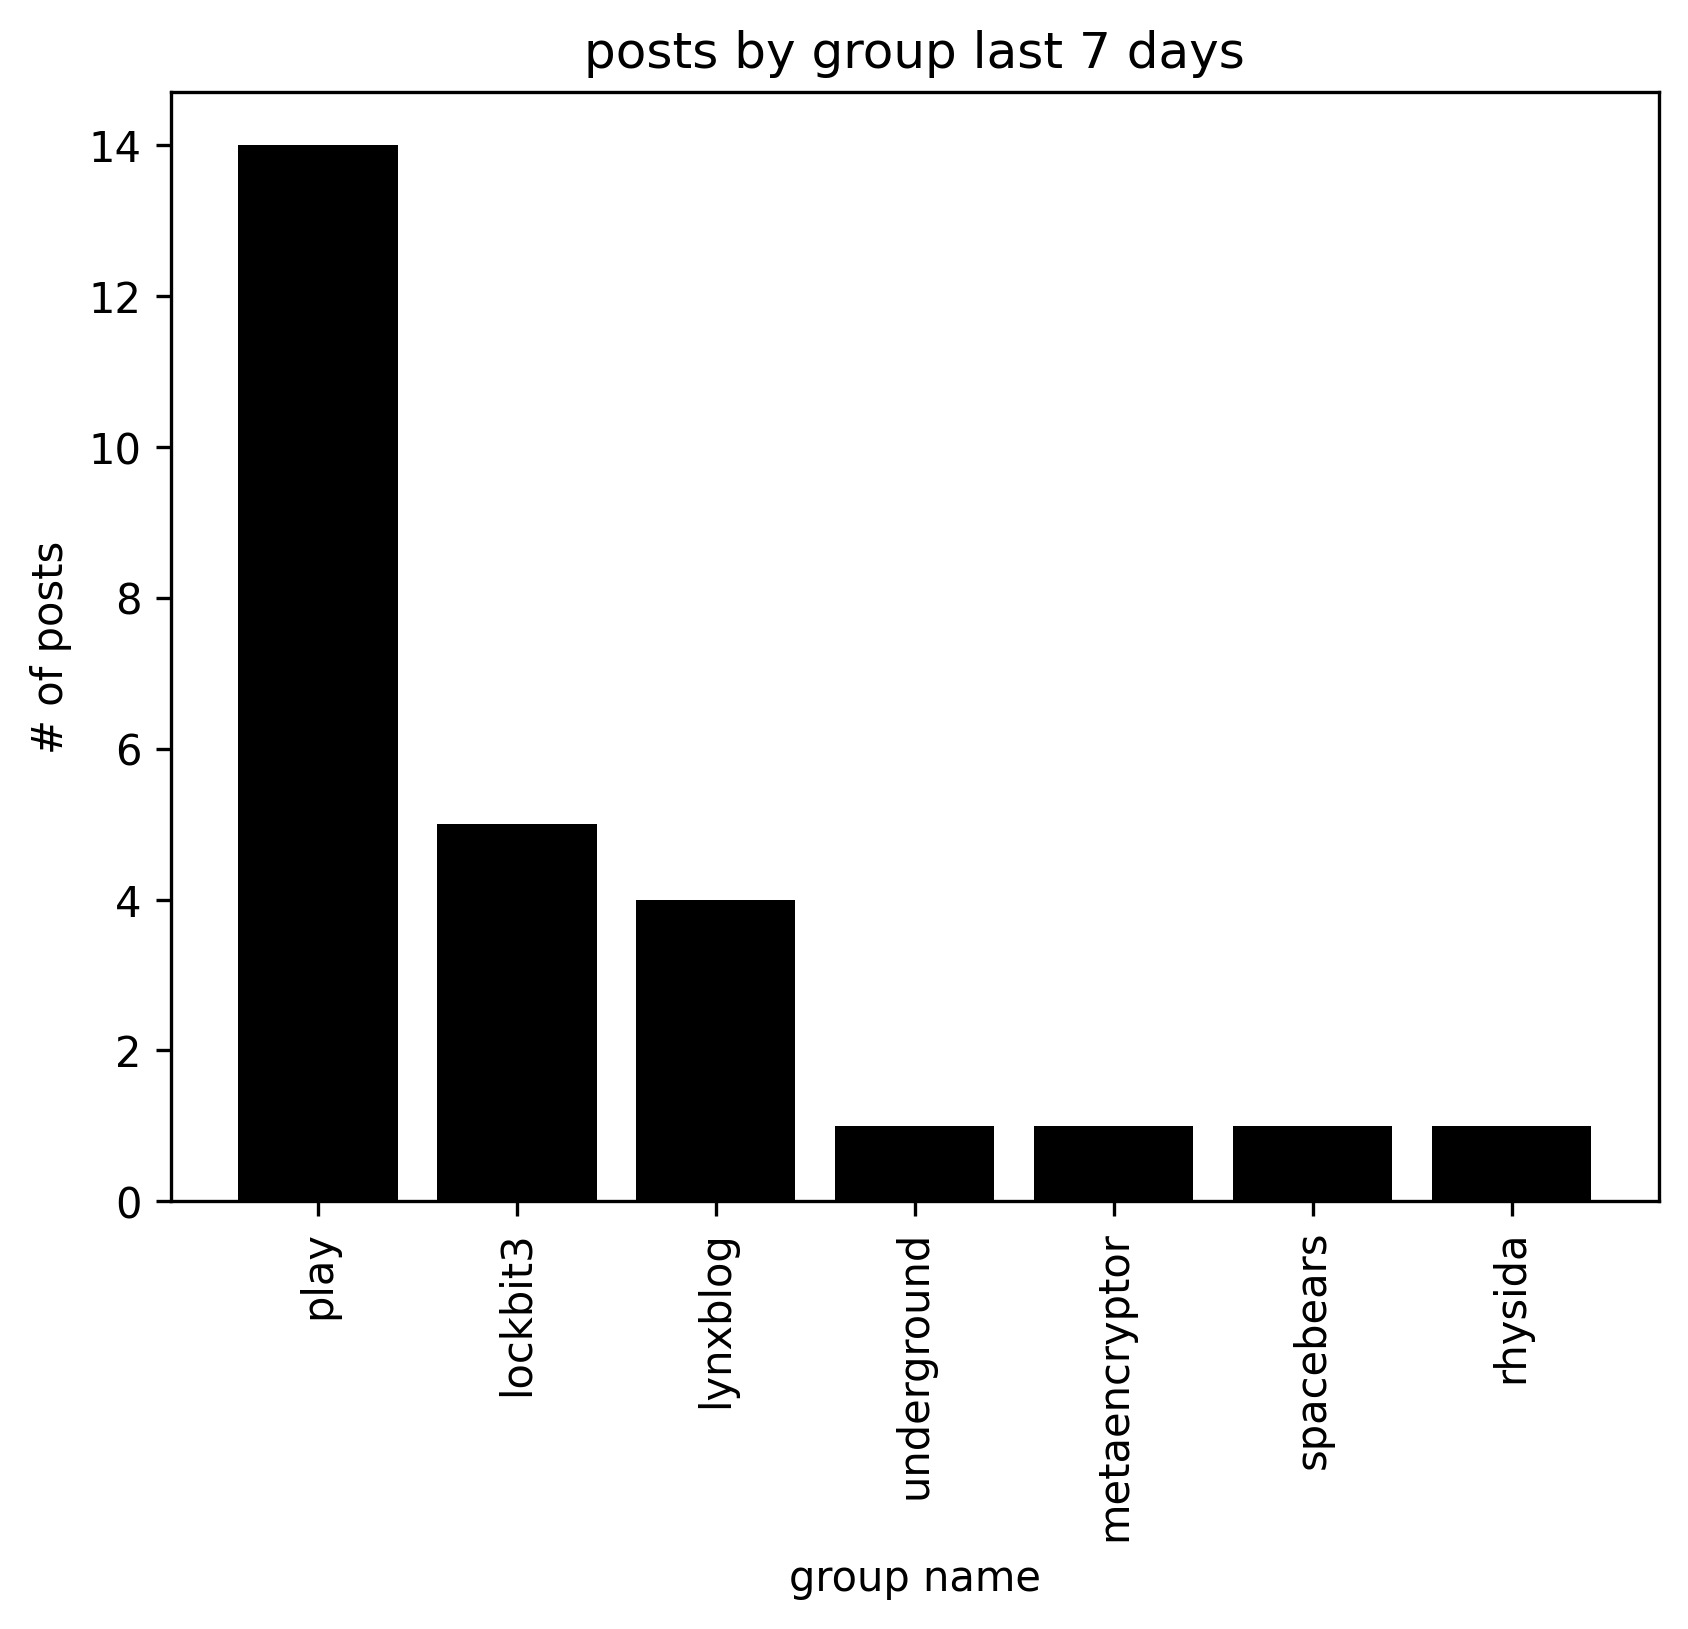 posts by group last 7 days
14
12
10
8
6
4
2
0
# of posts
play
lockbit3
lynxblog
underground
metaencryptor
spacebears
rhysida
group name